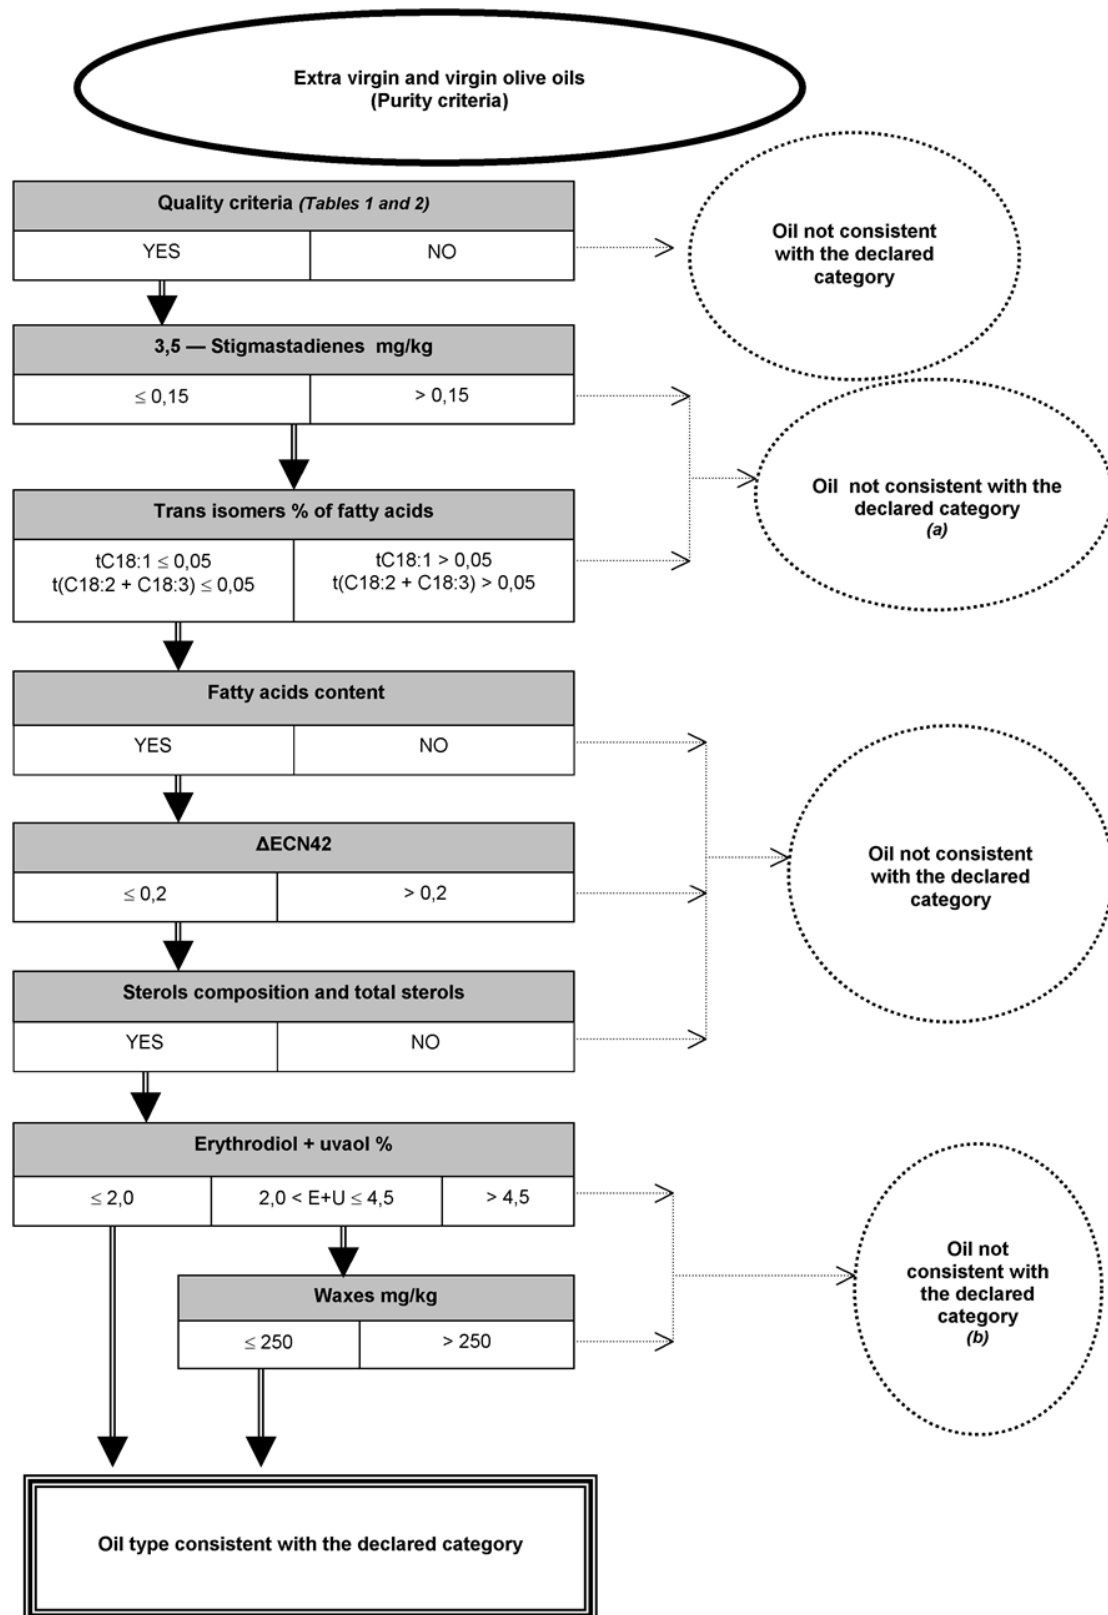 Extra virgin and virgin olive oils
(Purity criteria)
Quality criteria (Tables 1 and 2)
YES
NO
Oil not consistent
with the declared
category
3,5 — Stigmastadienes mg/kg
≤ 0,15
> 0,15
Oil not consistent with the
declared category
(a)
Trans isomers % of fatty acids
tC18:1 ≤ 0,05
t(C18:2 + C18:3) ≤ 0,05
tC18:1 > 0,05
t(C18:2 + C18:3) > 0,05
Fatty acids content
YES
NO
ΔECN42
≤ 0,2
> 0,2
Oil not consistent
with the declared
category
Sterols composition and total sterols
YES
NO
Erythrodiol + uvaol %
≤ 2,0
2,0 < E+U ≤ 4,5
> 4,5
Waxes mg/kg
≤ 250
> 250
Oil not
consistent with
the declared
category
(b)
Oil type consistent with the declared category